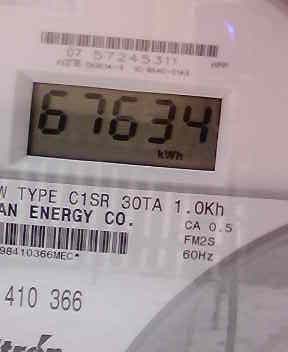 07 57245311
67634
kWh
W TYPE C1SR 30TA 1.0Kh
AN ENERGY CO.
CA 0.5
FM2S
60Hz
98410366MEC*
410 366
trón